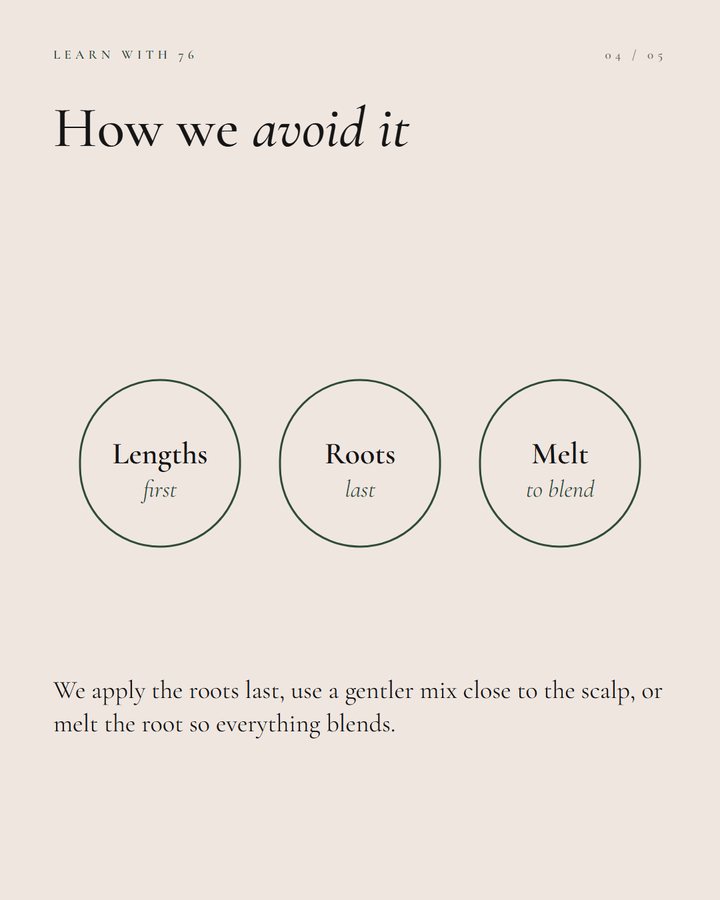 LEARN WITH 76
04 / 05
How we avoid it
Lengths
first
Roots
last
Melt
to blend
We apply the roots last, use a gentler mix close to the scalp, or
melt the root so everything blends.